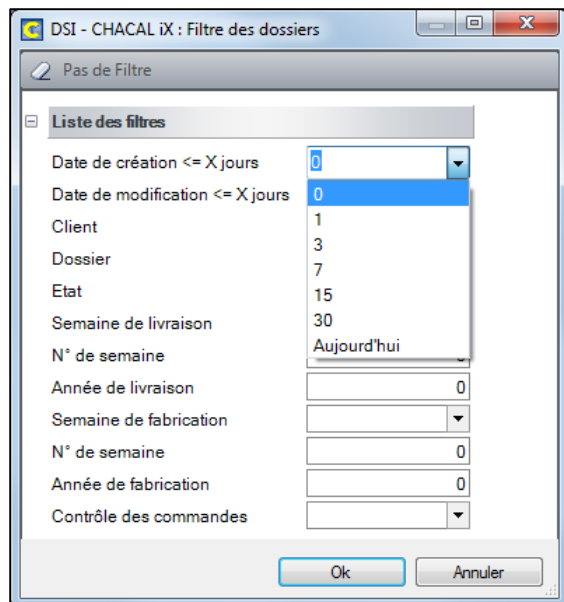 DSI - CHACAL iX : Filtre des dossiers
Pas de Filtre
Liste des filtres
Date de création <= X jours 0
Date de modification <= X jours 0
Client 1
Dossier 3
7
Etat 15
Semaine de livraison 30
N° de semaine Aujourd'hui
Année de livraison 0
Semaine de fabrication
N° de semaine 0
Année de fabrication 0
Contrôle des commandes
Ok Annuler